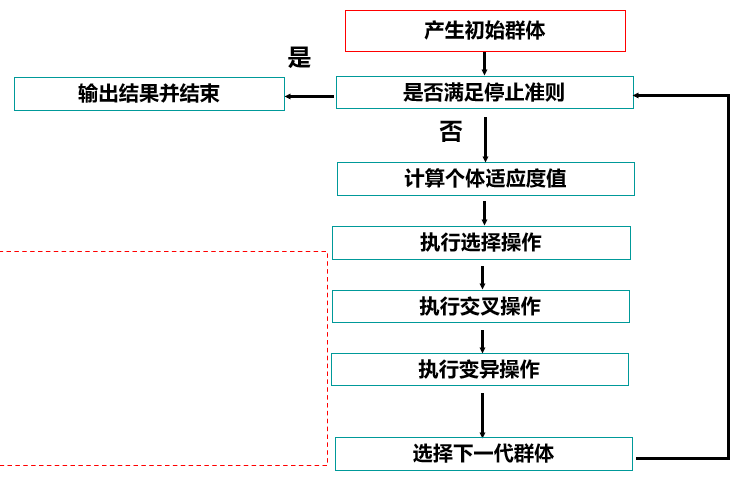 产生初始群体
是
输出结果并结束
是否满足停止准则
否
计算个体适应度值
执行选择操作
执行交叉操作
执行变异操作
选择下一代群体